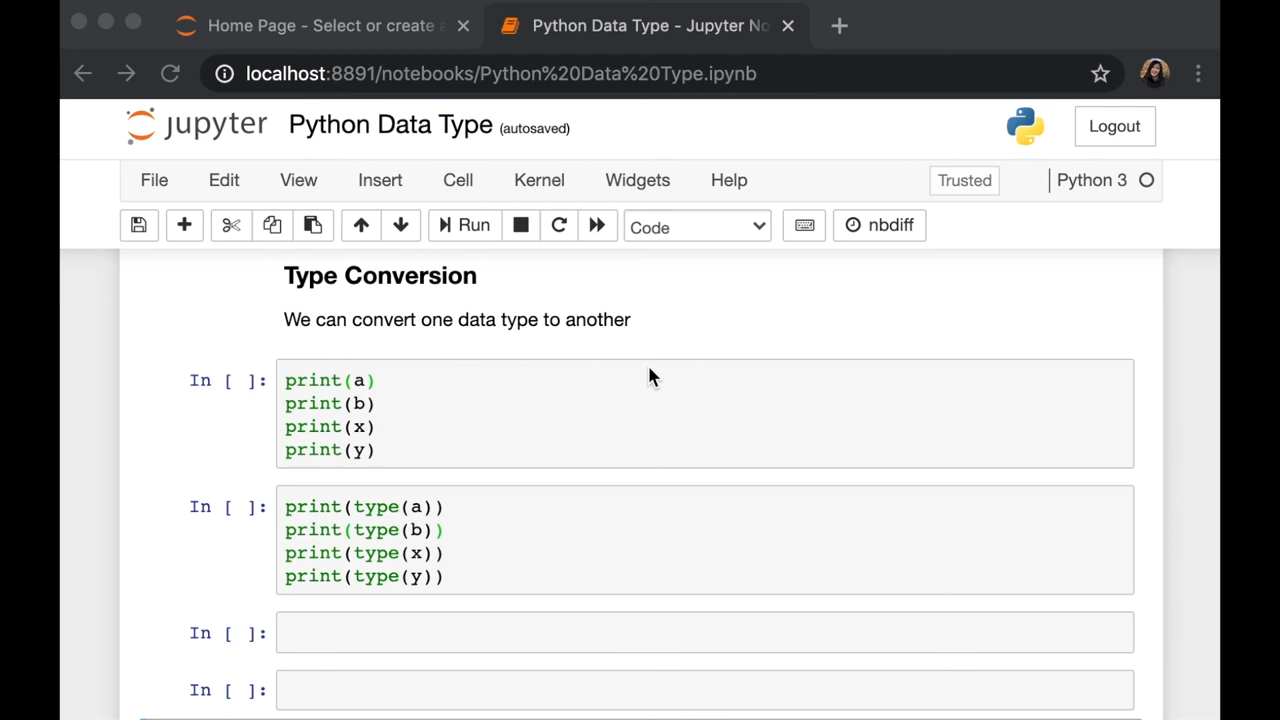 Home Page - Select or create a
Python Data Type - Jupyter No
localhost:8891/notebooks/Python%20Data%20Type.ipynb
jupyter Python Data Type (autosaved)
Logout
File Edit View Insert Cell Kernel Widgets Help
Trusted
Python 3
Run
Code
nbdiff
Type Conversion
We can convert one data type to another
In [ ]:
print(a)
print(b)
print(x)
print(y)
In [ ]:
print(type(a))
print(type(b))
print(type(x))
print(type(y))
In [ ]:
In [ ]: